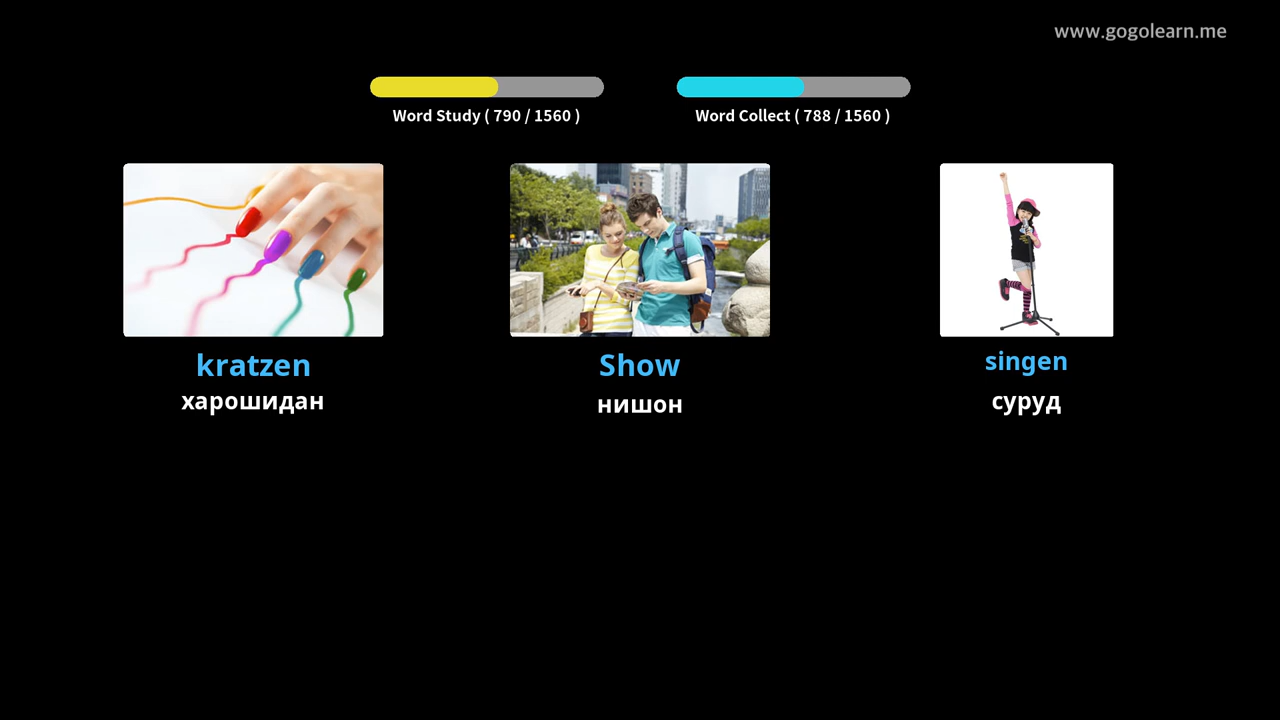 www.gogolearn.me
Word Study ( 790 / 1560 )
Word Collect ( 788 / 1560 )
kratzen
харошидан
Show
нишон
singen
суруд